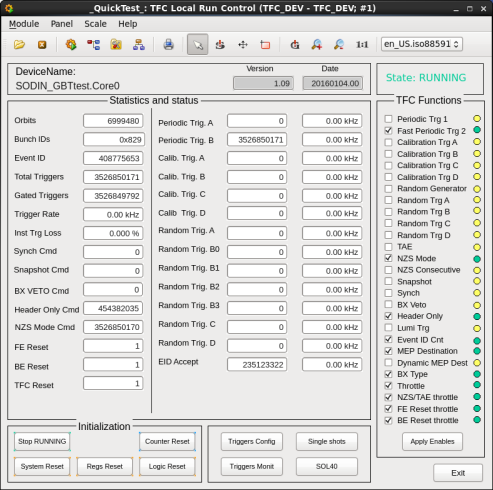 _QuickTest_: TFC Local Run Control (TFC_DEV - TFC_DEV; #1)
Module Panel Scale Help
1:1 en_US.iso88591
DeviceName:
SODIN_GBTtest.Core0
Version Date
1.09 20160104.00
State: RUNNING
Statistics and status
Orbits 6999480
Bunch IDs 0x829
Event ID 408775653
Total Triggers 3526850171
Gated Triggers 3526849792
Trigger Rate 0.00 kHz
Inst Trg Loss 0.000 %
Synch Cmd 0
Snapshot Cmd 0
BX VETO Cmd 0
Header Only Cmd 454382035
NZS Mode Cmd 3526850170
FE Reset 1
BE Reset 1
TFC Reset 1
Periodic Trig. A 0 0.00 kHz
Periodic Trig. B 3526850171 0.00 kHz
Calib. Trig. A 0 0.00 kHz
Calib. Trig. B 0 0.00 kHz
Calib. Trig. C 0 0.00 kHz
Calib Trig. D 0 0.00 kHz
Random Trig. A 0 0.00 kHz
Random Trig. B0 0 0.00 kHz
Random Trig. B1 0 0.00 kHz
Random Trig. B2 0 0.00 kHz
Random Trig. B3 0 0.00 kHz
Random Trig. C 0 0.00 kHz
Random Trig. D 0 0.00 kHz
EID Accept 235123322 0.00 kHz
TFC Functions
Periodic Trg 1
Fast Periodic Trg 2
Calibration Trg A
Calibration Trg B
Calibration Trg C
Calibration Trg D
Random Generator
Random Trg A
Random Trg B
Random Trg C
Random Trg D
TAE
NZS Mode
NZS Consecutive
Snapshot
Synch
BX Veto
Header Only
Lumi Trg
Event ID Cnt
MEP Destination
Dynamic MEP Dest
BX Type
Throttle
NZS/TAE throttle
FE Reset throttle
BE Reset throttle
Apply Enables
Initialization
Stop RUNNING Counter Reset
System Reset Regs Reset Logic Reset
Triggers Config Single shots
Triggers Monit SOL40
Exit